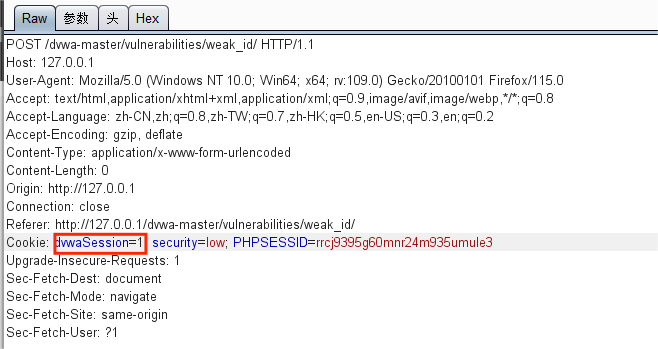 Raw 参数 头 Hex
POST /dvwa-master/vulnerabilities/weak_id/ HTTP/1.1
Host: 127.0.0.1
User-Agent: Mozilla/5.0 (Windows NT 10.0; Win64; x64; rv:109.0) Gecko/20100101 Firefox/115.0
Accept: text/html,application/xhtml+xml,application/xml;q=0.9,image/avif,image/webp,*/*;q=0.8
Accept-Language: zh-CN,zh;q=0.8,zh-TW;q=0.7,zh-HK;q=0.5,en-US;q=0.3,en;q=0.2
Accept-Encoding: gzip, deflate
Content-Type: application/x-www-form-urlencoded
Content-Length: 0
Origin: http://127.0.0.1
Connection: close
Referer: http://127.0.0.1/dvwa-master/vulnerabilities/weak_id/
Cookie: dvwaSession=1; security=low; PHPSESSID=rrcj9395g60mnr24m935umule3
Upgrade-Insecure-Requests: 1
Sec-Fetch-Dest: document
Sec-Fetch-Mode: navigate
Sec-Fetch-Site: same-origin
Sec-Fetch-User: ?1